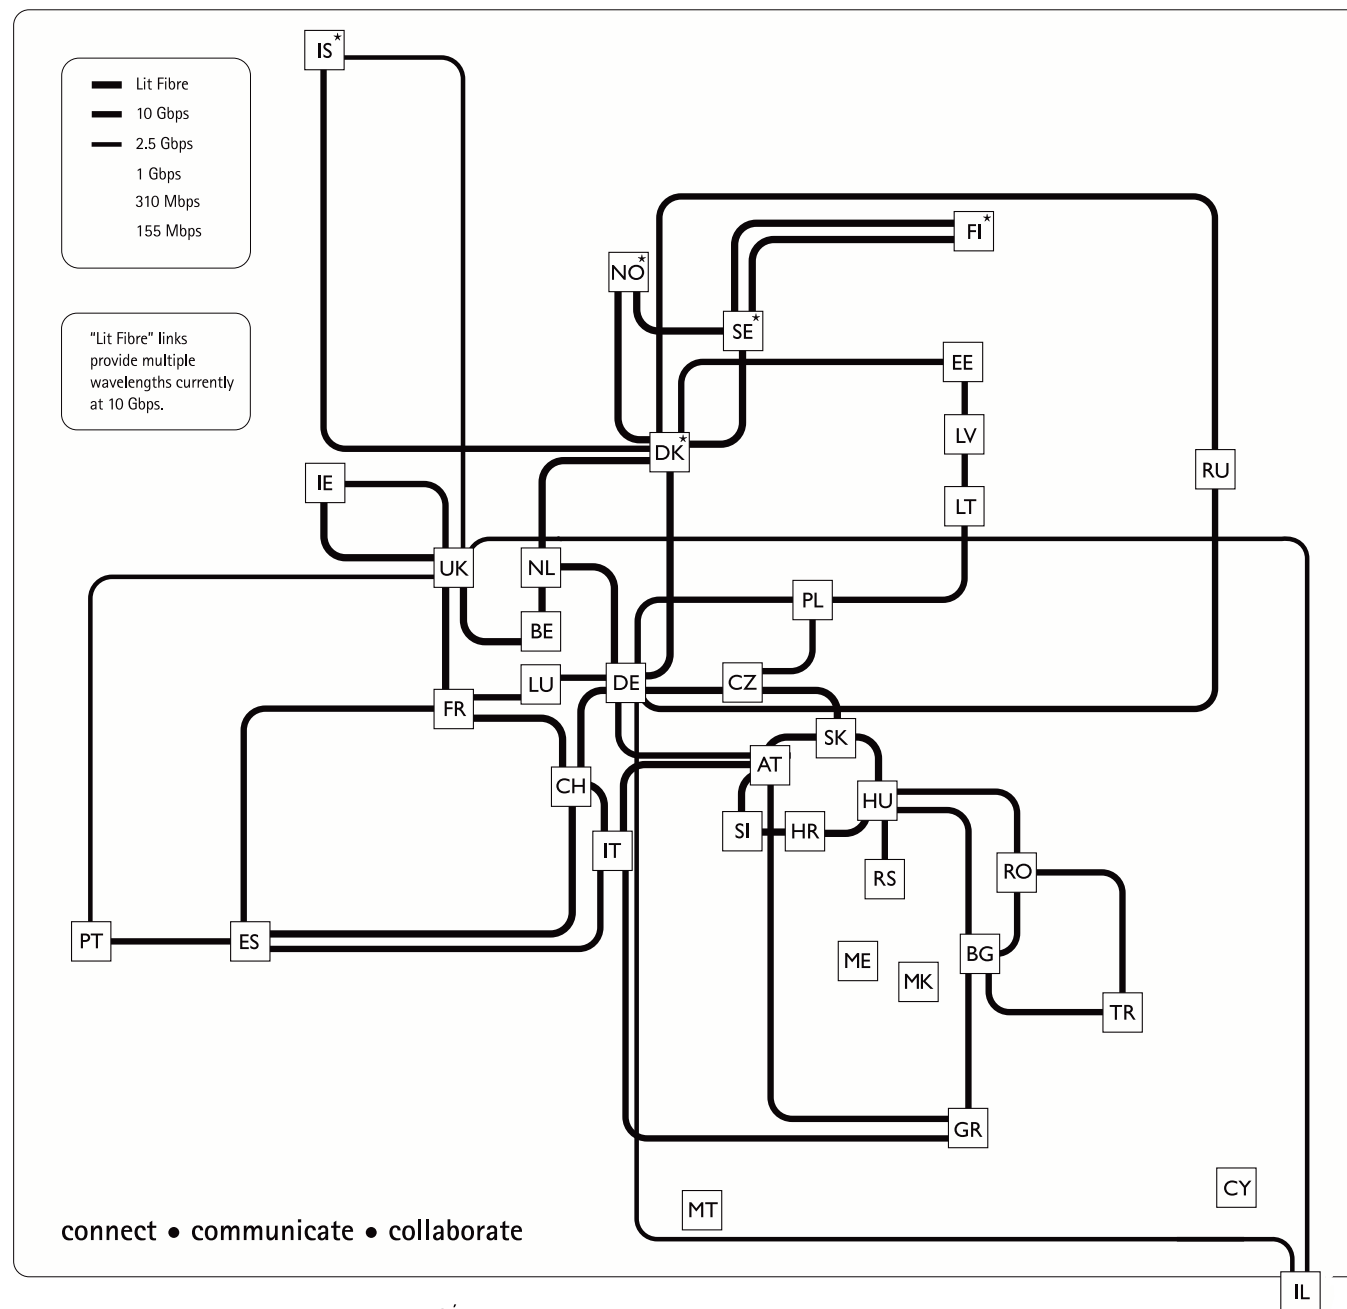 IS*
Lit Fibre
10 Gbps
2.5 Gbps
1 Gbps
310 Mbps
155 Mbps
FI*
NO*
SE*
"Lit Fibre" links
provide multiple
wavelengths currently
at 10 Gbps.
EE
LV
DK*
RU
IE
LT
UK
NL
PL
BE
LU
DE
CZ
FR
SK
AT
CH
HU
SI
HR
IT
RO
RS
PT
ES
BG
ME
MK
TR
GR
CY
MT
connect • communicate • collaborate
IL